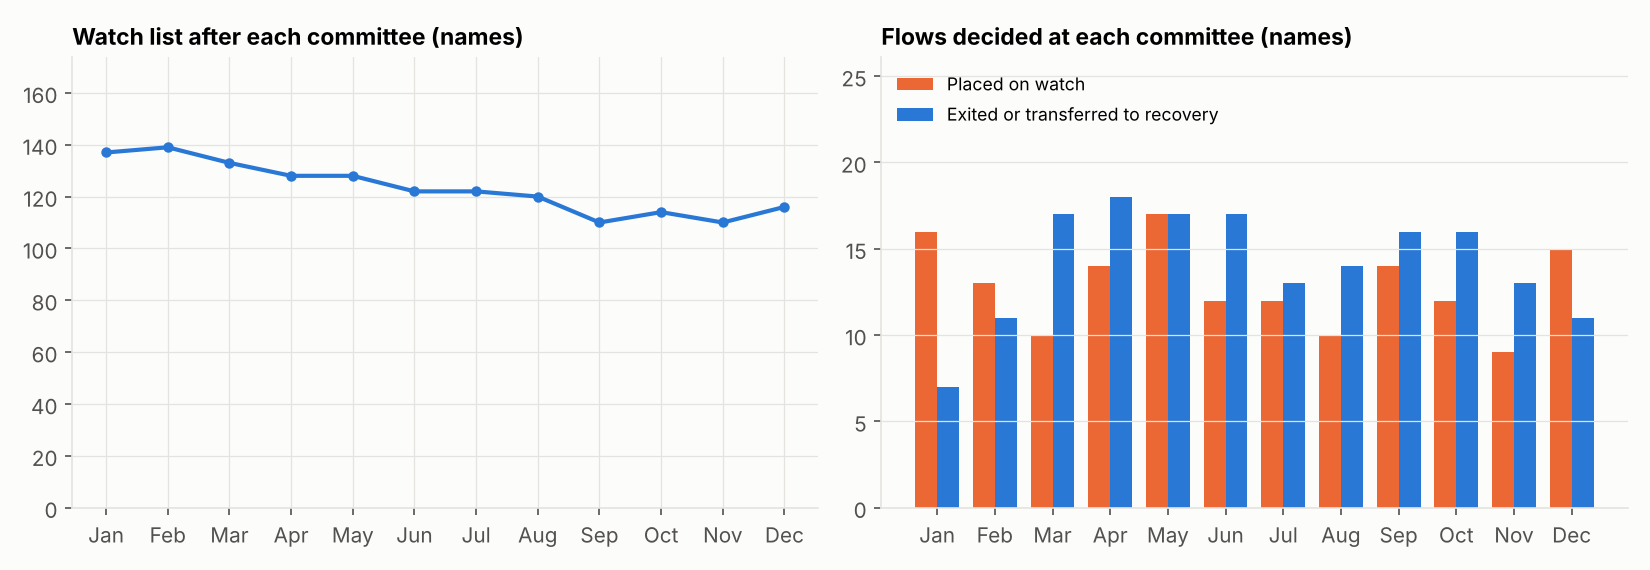 Watch list after each committee (names)
160
140
120
100
80
60
40
20
0
Jan Feb Mar Apr May Jun Jul Aug Sep Oct Nov Dec
Flows decided at each committee (names)
Placed on watch
Exited or transferred to recovery
25
20
15
10
5
0
Jan Feb Mar Apr May Jun Jul Aug Sep Oct Nov Dec